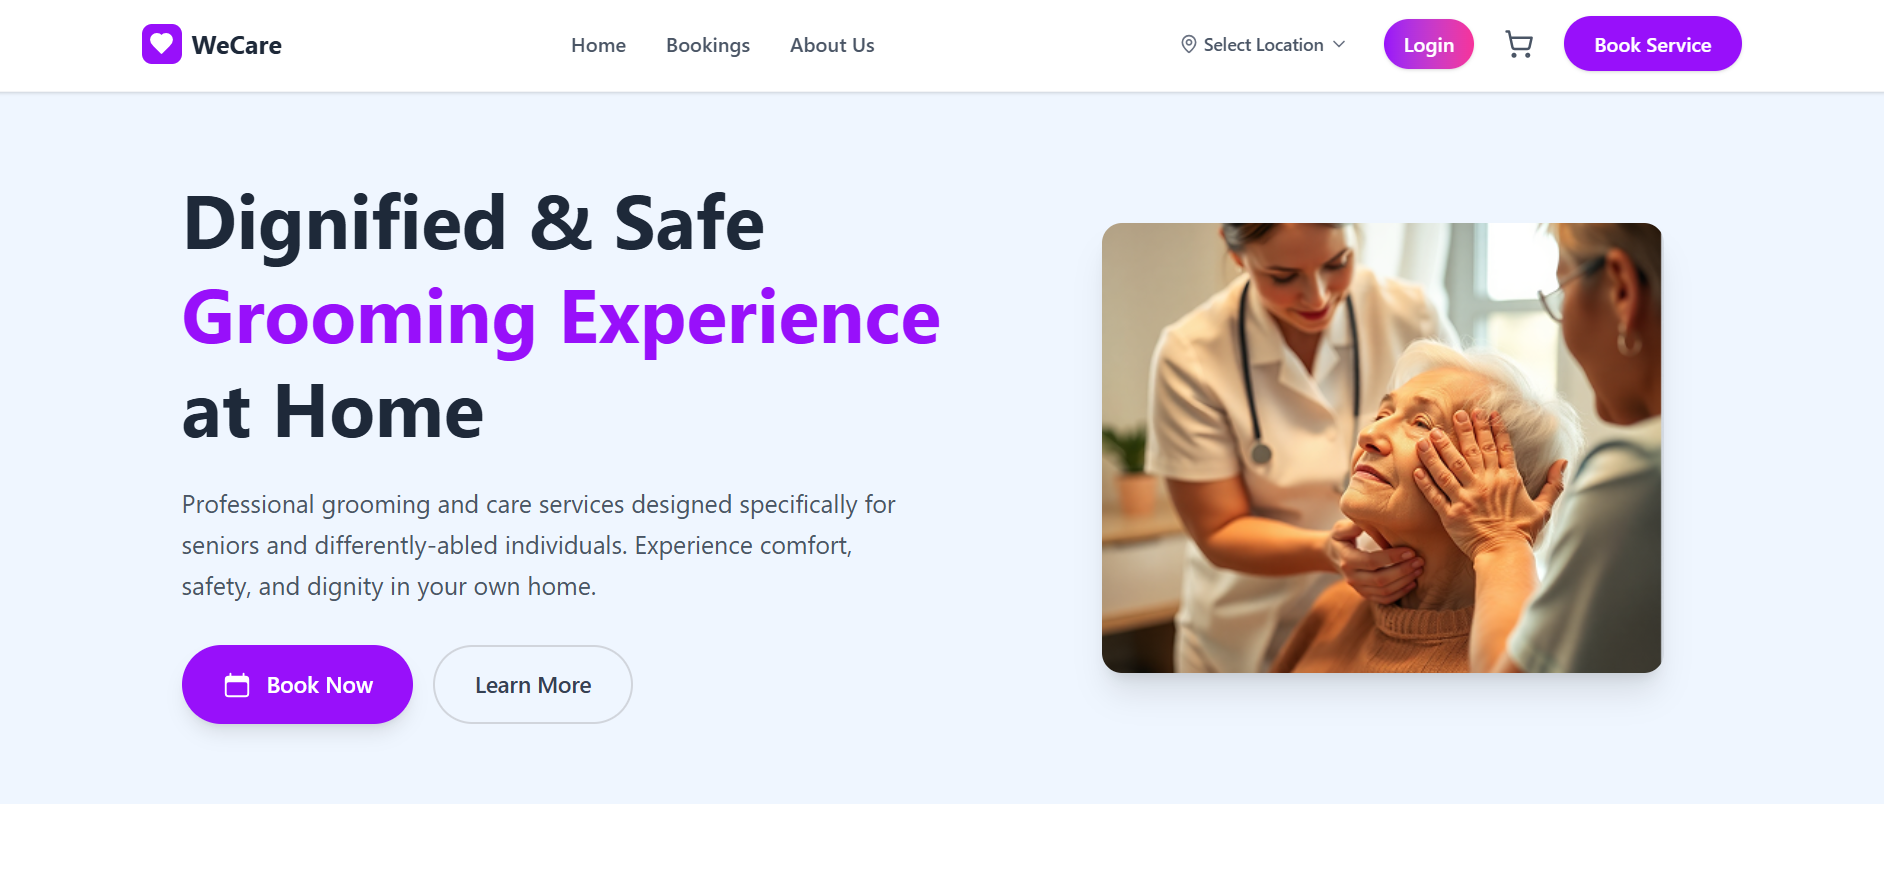 WeCare
Home
Bookings
About Us
Select Location
Login
Book Service
Dignified & Safe
Grooming Experience
at Home
Professional grooming and care services designed specifically for
seniors and differently-abled individuals. Experience comfort,
safety, and dignity in your own home.
Book Now
Learn More